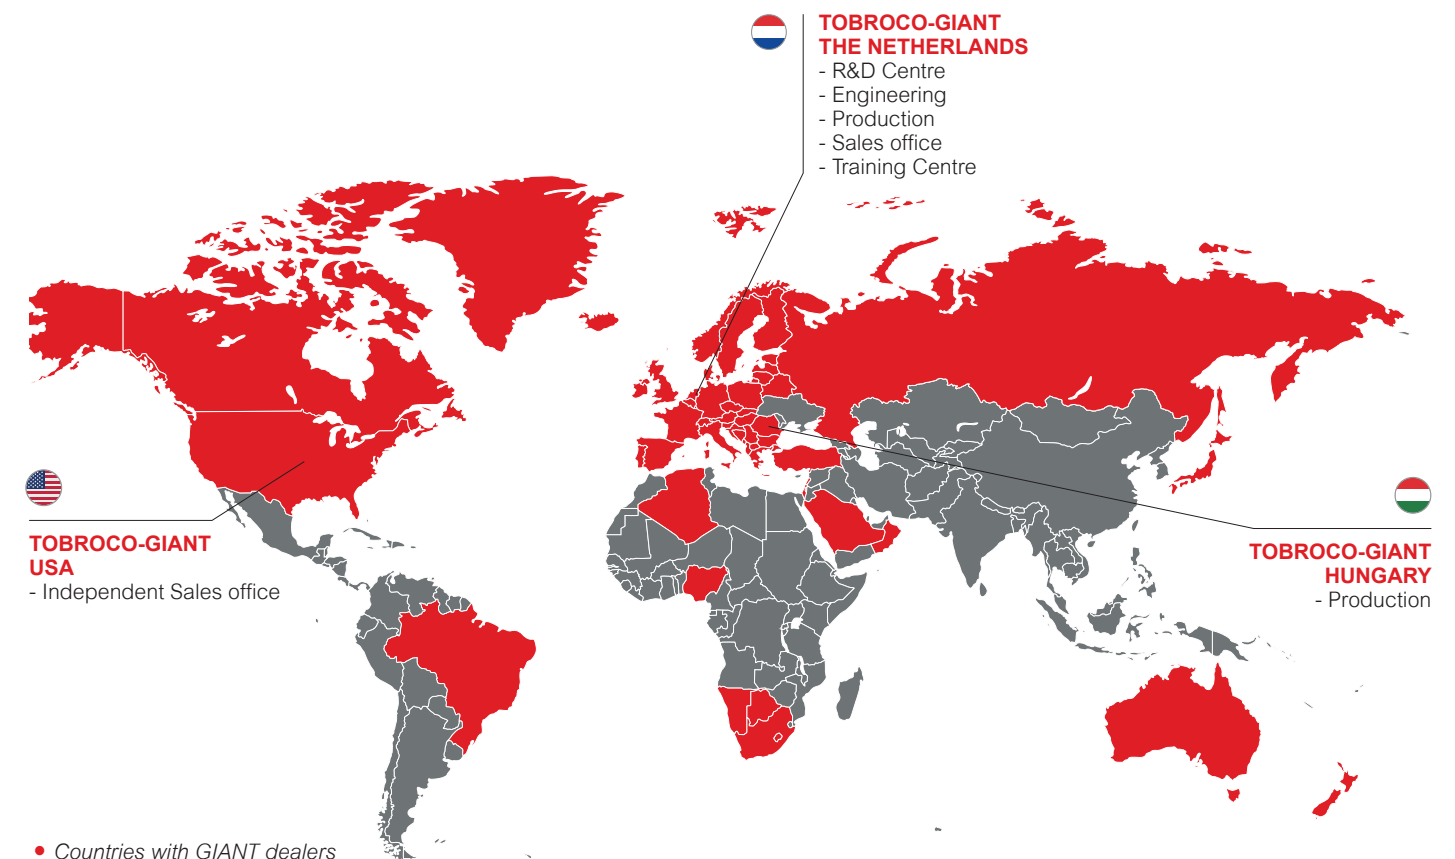 TOBROCO-GIANT
THE NETHERLANDS
- R&D Centre
- Engineering
- Production
- Sales office
- Training Centre
TOBROCO-GIANT
USA
- Independent Sales office
TOBROCO-GIANT
HUNGARY
- Production
• Countries with GIANT dealers